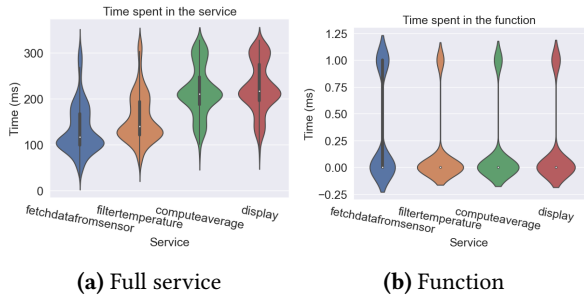 Time spent in the service
Time (ms)
300
200
100
0
fetchdatafromsensor
filtertemperature
computeaverage
display
Service
(a) Full service
Time spent in the function
Time (ms)
1.25
1.00
0.75
0.50
0.25
0.00
−0.25
fetchdatafromsensor
filtertemperature
computeaverage
display
Service
(b) Function